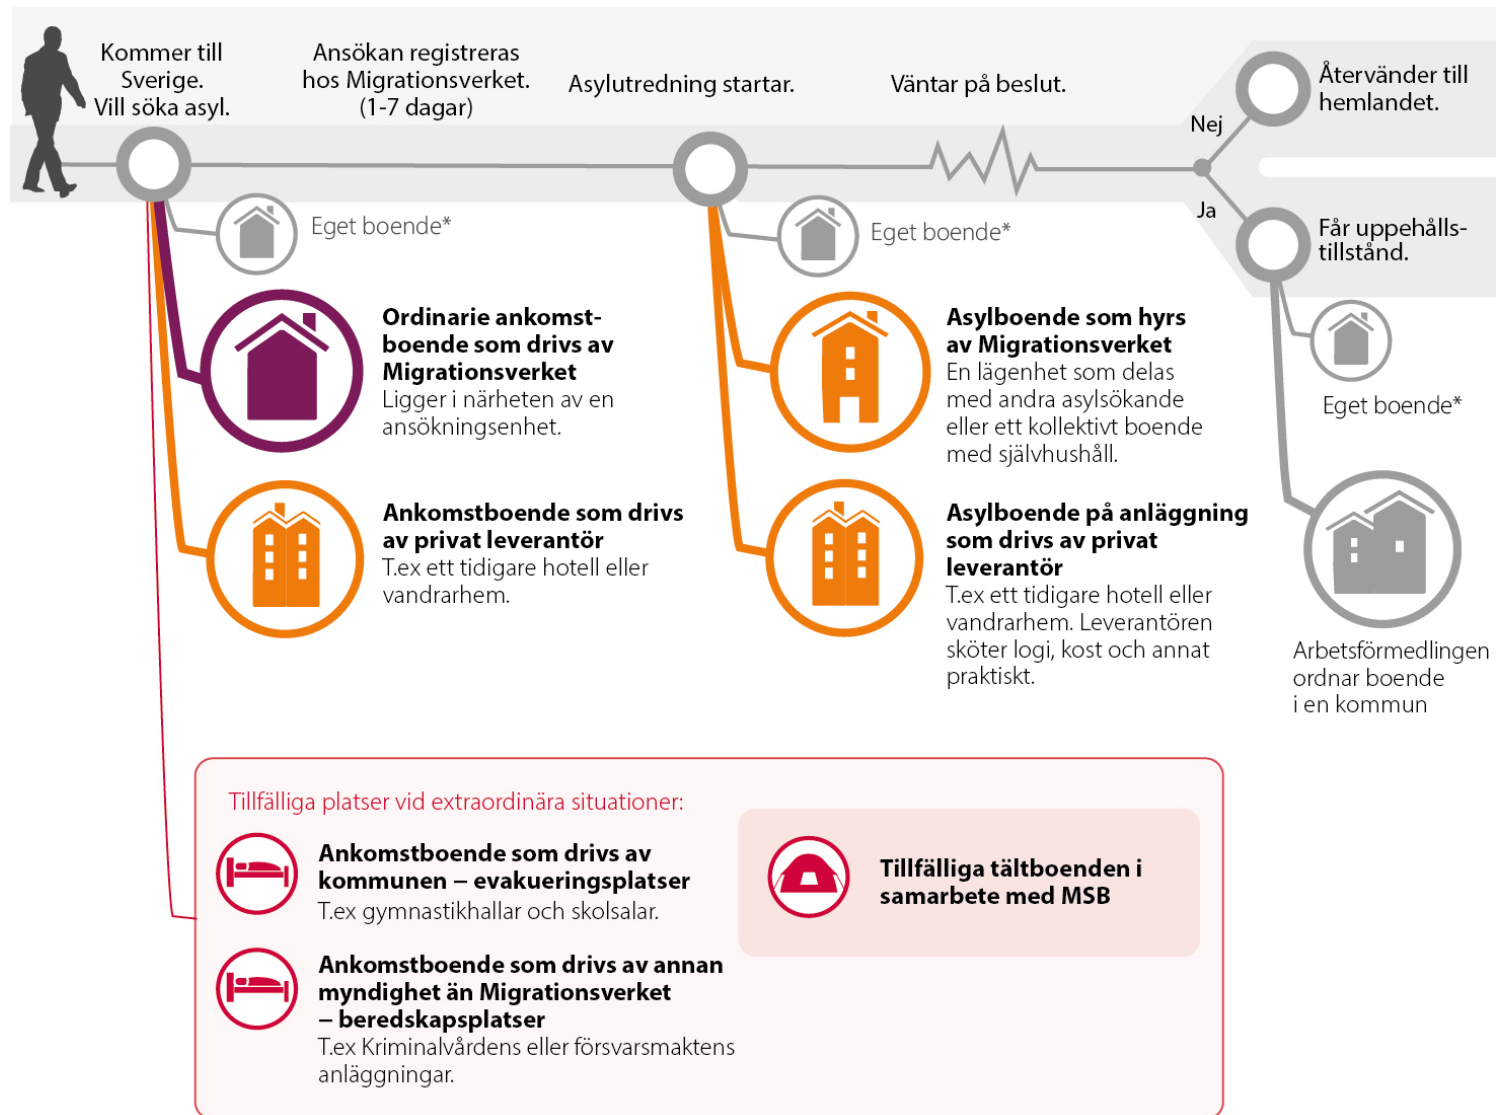 Kommer till
Sverige.
Vill söka asyl.
Ansökan registreras
hos Migrationsverket.
(1-7 dagar)
Asylutredning startar.
Väntar på beslut.
Nej
Återvänder till
hemlandet.
Ja
Får uppehålls-
tillstånd.
Eget boende*
Ordinarie ankomst-
boende som drivs av
Migrationsverket
Ligger i närheten av en
ansökningsenhet.
Ankomstboende som drivs
av privat leverantör
T.ex ett tidigare hotell eller
vandrarhem.
Eget boende*
Asylboende som hyrs
av Migrationsverket
En lägenhet som delas
med andra asylsökande
eller ett kollektivt boende
med självhushåll.
Asylboende på anläggning
som drivs av privat
leverantör
T.ex ett tidigare hotell eller
vandrarhem. Leverantören
sköter logi, kost och annat
praktiskt.
Eget boende*
Arbetsförmedlingen
ordnar boende
i en kommun
Tillfälliga platser vid extraordinära situationer:
Ankomstboende som drivs av
kommunen – evakueringsplatser
T.ex gymnastikhallar och skolsalar.
Ankomstboende som drivs av annan
myndighet än Migrationsverket
– beredskapsplatser
T.ex Kriminalvårdens eller försvarsmaktens
anläggningar.
Tillfälliga tältboenden i
samarbete med MSB